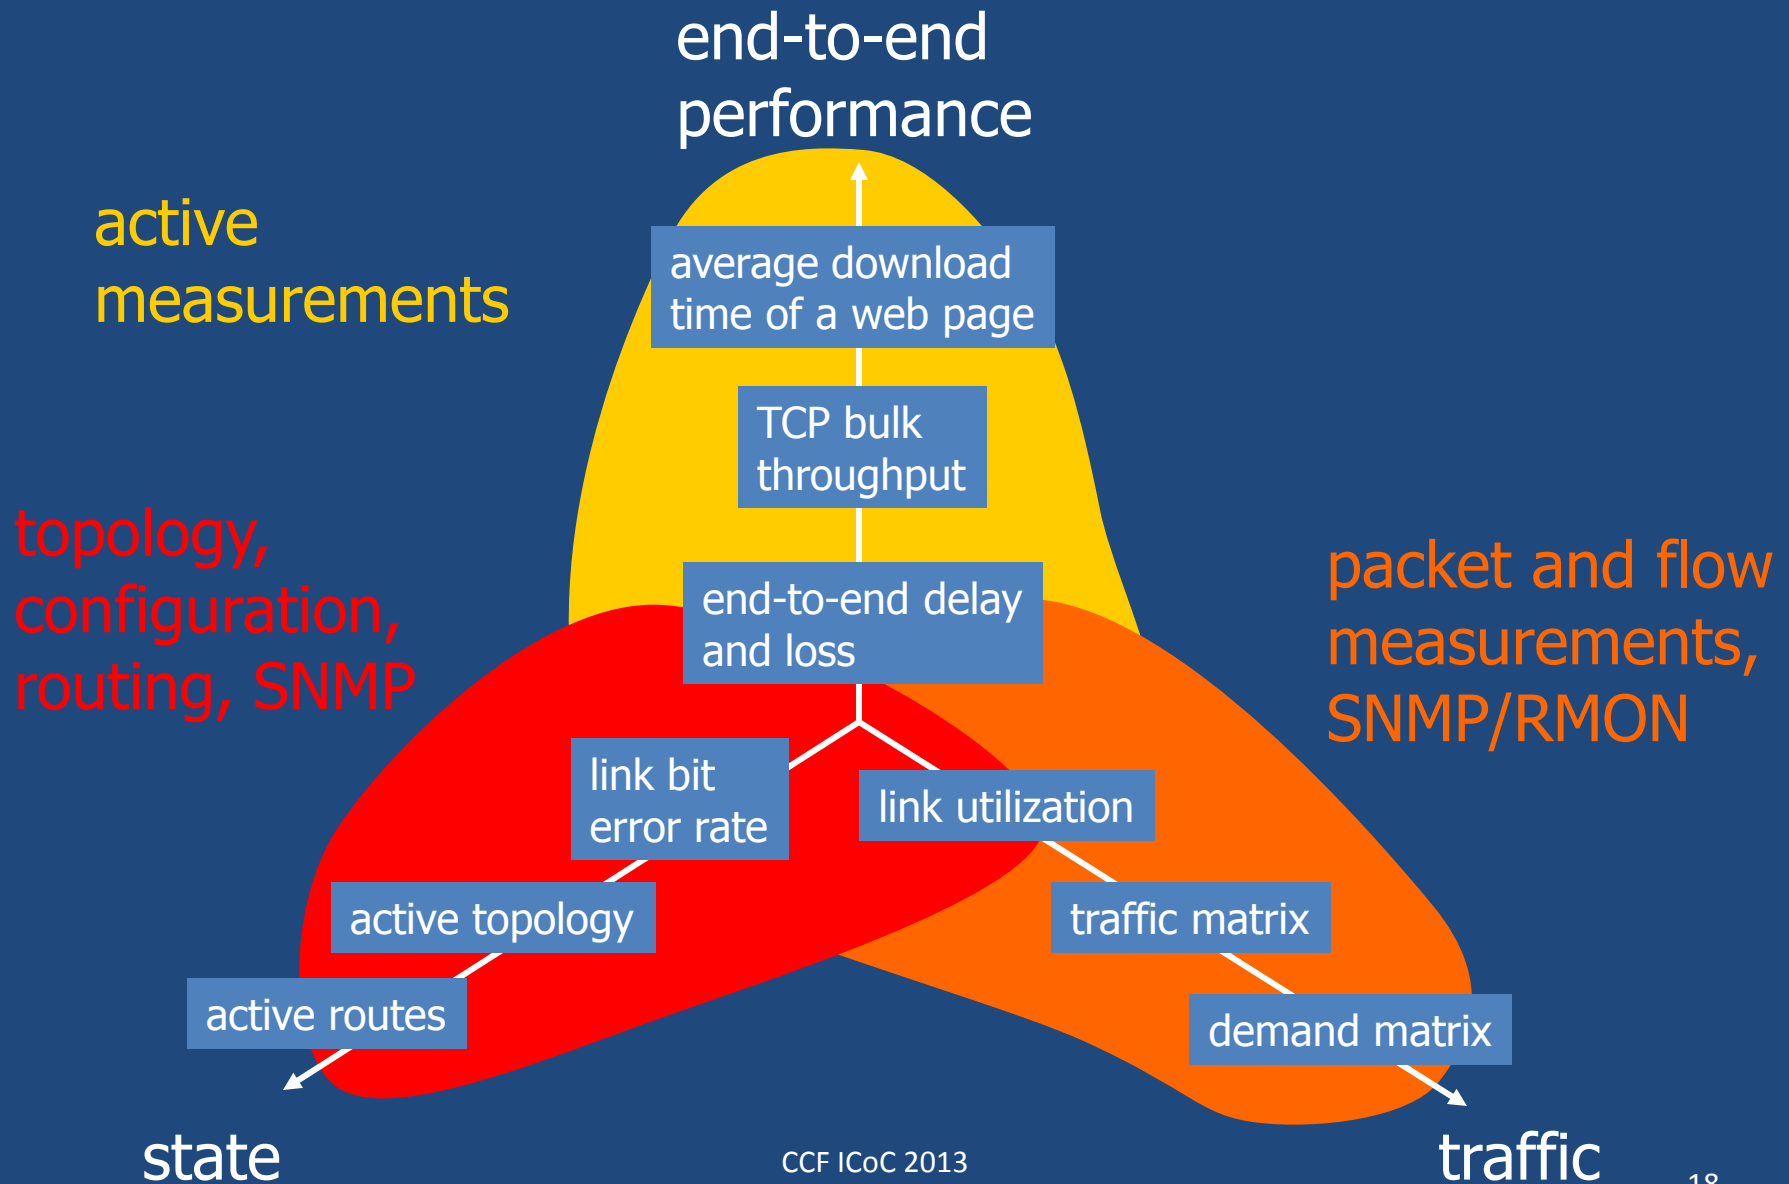 end-to-end
performance
active
measurements
average download
time of a web page
TCP bulk
throughput
topology,
configuration,
routing, SNMP
packet and flow
measurements,
SNMP/RMON
end-to-end delay
and loss
link bit
error rate
link utilization
active topology
traffic matrix
active routes
demand matrix
state
CCF ICoC 2013
traffic
18